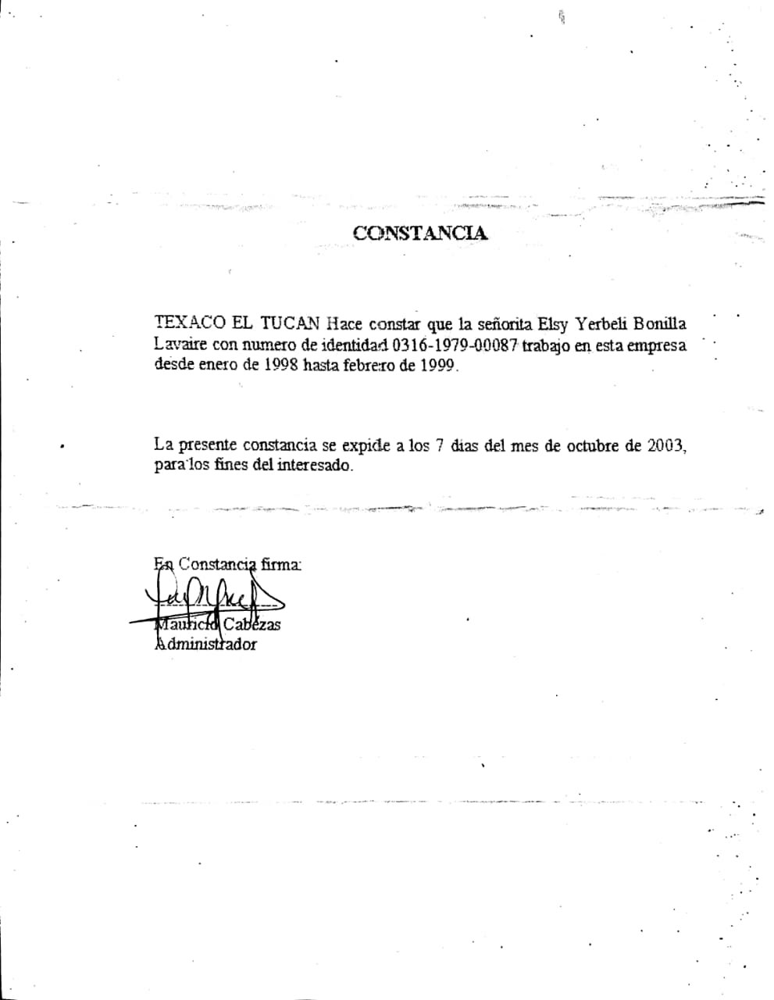 CONSTANCIA
TEXACO EL TUCAN Hace constar que la señorita Elsy Yerbeli Bonilla
Lavaire con numero de identidad 0316-1979-00087 trabajo en esta empresa
desde enero de 1998 hasta febrero de 1999.
La presente constancia se expide a los 7 dias del mes de octubre de 2003,
para los fines del interesado.
En Constancia firma:
Mauricio Cabezas
Administrador